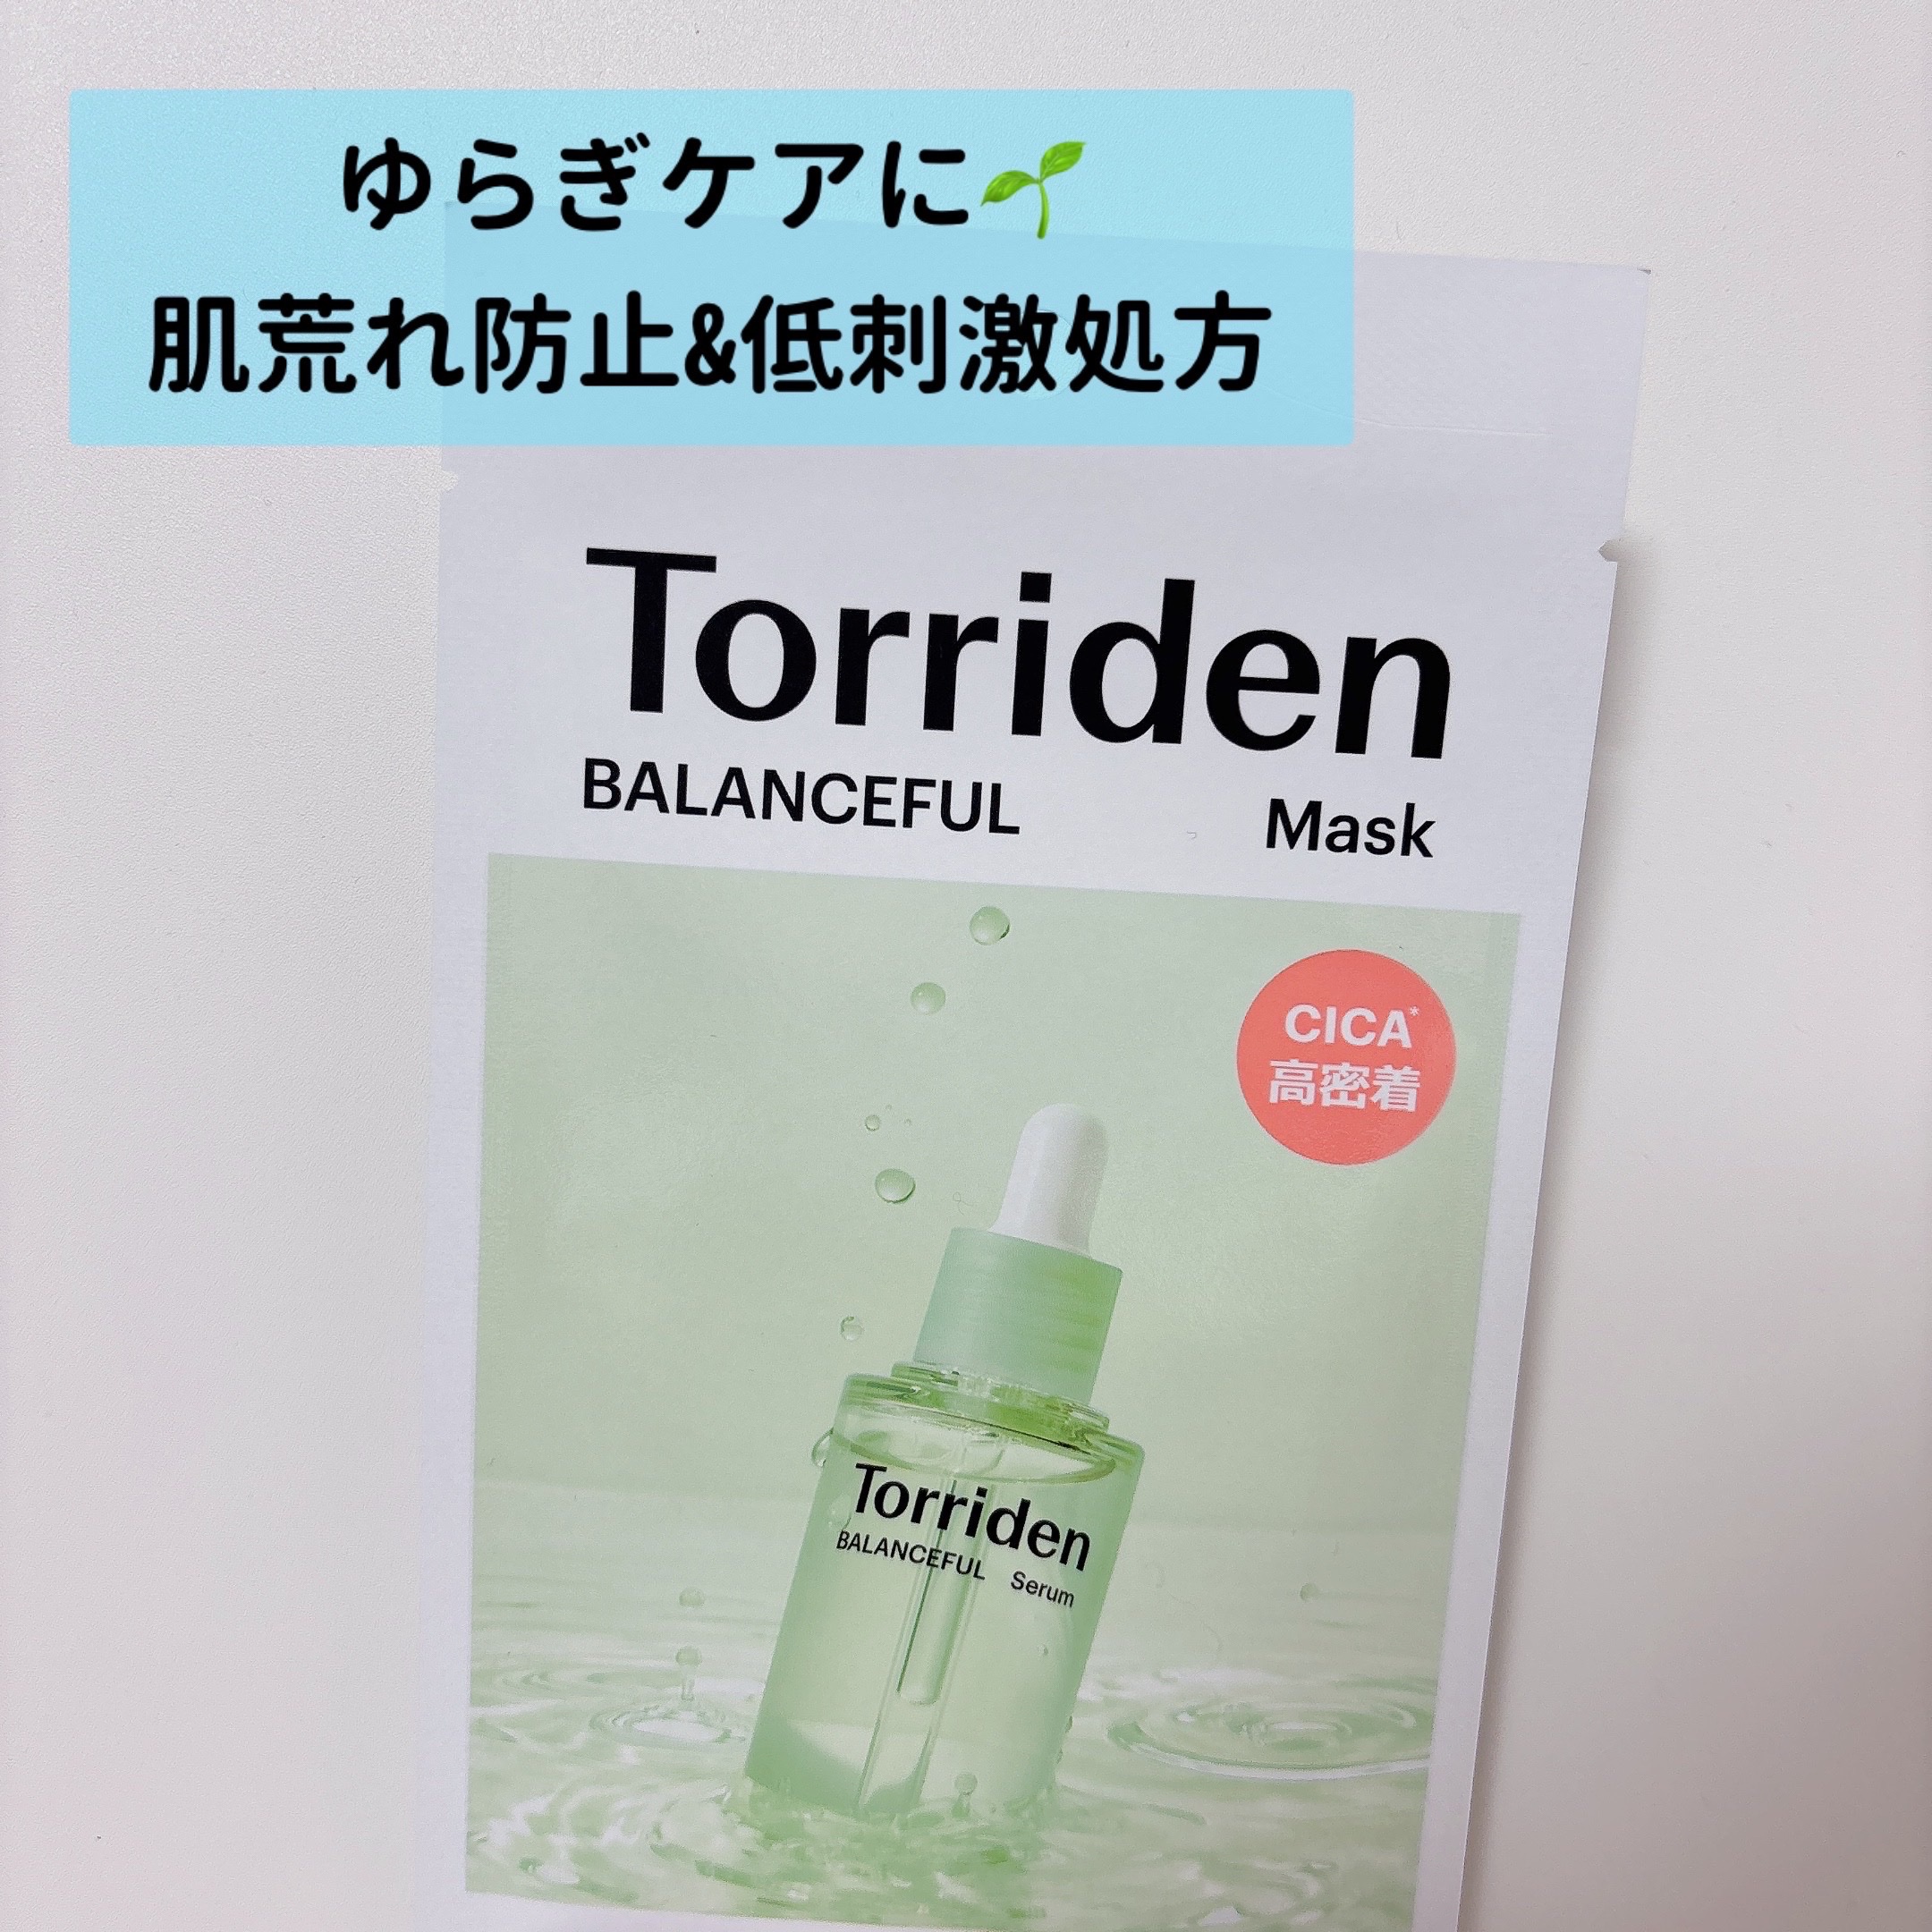 ゆらぎケアに🌱
肌荒れ防止&低刺激処方
Torriden
BALANCEFUL Mask
CICA*
高密着
Torriden
BALANCEFUL Serum